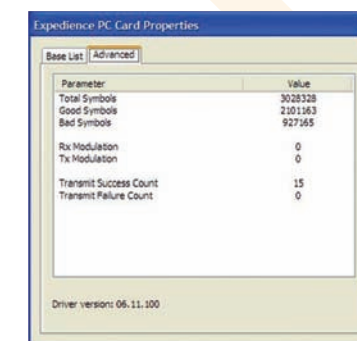 Expedience PC Card Properties
Base List Advanced
Parameter Value
Total Symbols 3028328
Good Symbols 2101163
Bad Symbols 927165
Rx Modulation 0
Tx Modulation 0
Transmit Success Count 15
Transmit Failure Count 0
Driver version: 06.11.100